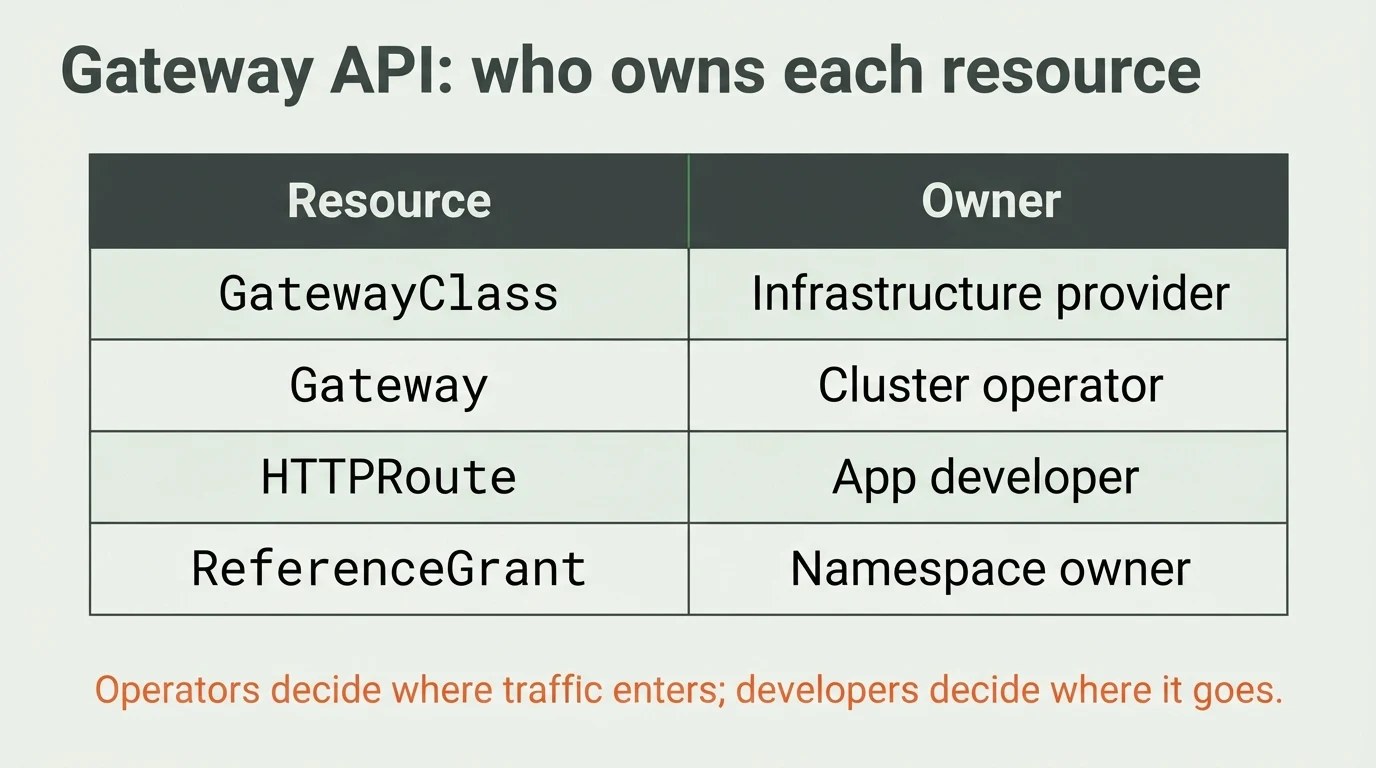 Gateway API: who owns each resource
Resource Owner
GatewayClass Infrastructure provider
Gateway Cluster operator
HTTPRoute App developer
ReferenceGrant Namespace owner
Operators decide where traffic enters; developers decide where it goes.